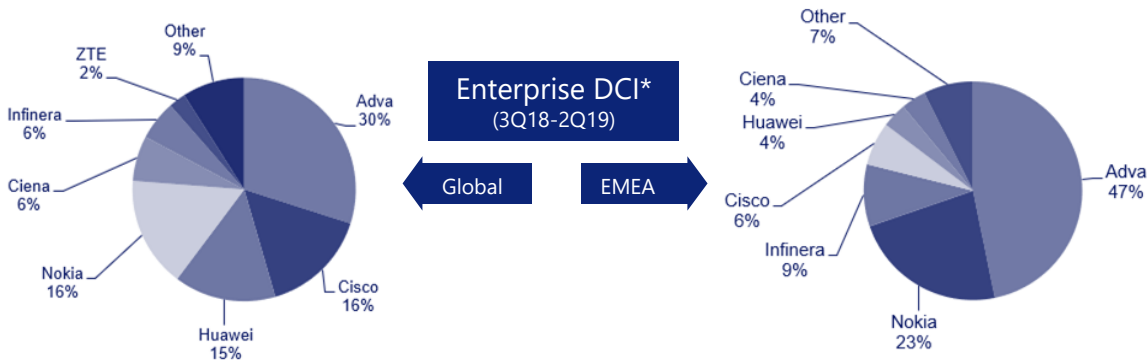 Other
9%
ZTE
2%
Infinera
6%
Ciena
6%
Nokia
16%
Huawei
15%
Cisco
16%
Adva
30%
Enterprise DCI*
(3Q18-2Q19)
Global
EMEA
Other
7%
Ciena
4%
Huawei
4%
Cisco
6%
Infinera
9%
Nokia
23%
Adva
47%